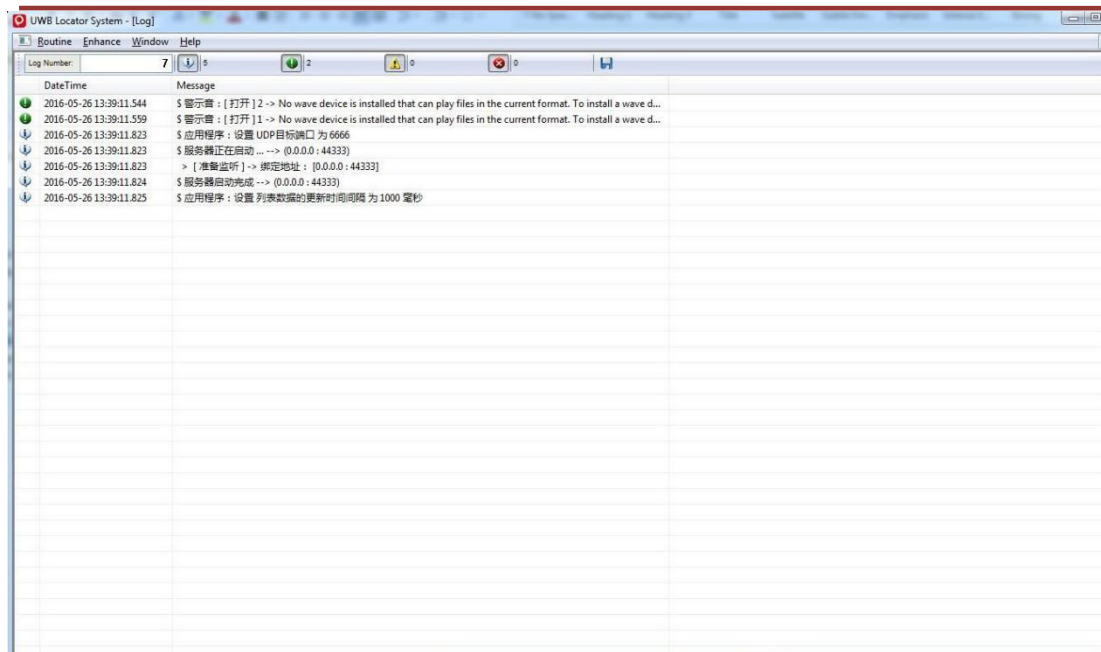 UWB Locator System - [Log]
Routine Enhance Window Help
Log Number: 7 5 2 0 0
DateTime Message
2016-05-26 13:39:11.544 $ 警示音 : [ 打开 ] 2 -> No wave device is installed that can play files in the current format. To install a wave d...
2016-05-26 13:39:11.559 $ 警示音 : [ 打开 ] 1 -> No wave device is installed that can play files in the current format. To install a wave d...
2016-05-26 13:39:11.823 $ 应用程序 : 设置 UDP目标端口 为 6666
2016-05-26 13:39:11.823 $ 服务器正在启动 ... --> (0.0.0.0 : 44333)
2016-05-26 13:39:11.823 > [ 准备监听 ] -> 绑定地址 : [0.0.0.0 : 44333]
2016-05-26 13:39:11.824 $ 服务器启动完成 --> (0.0.0.0 : 44333)
2016-05-26 13:39:11.825 $ 应用程序 : 设置 列表数据的更新时间间隔 为 1000 毫秒